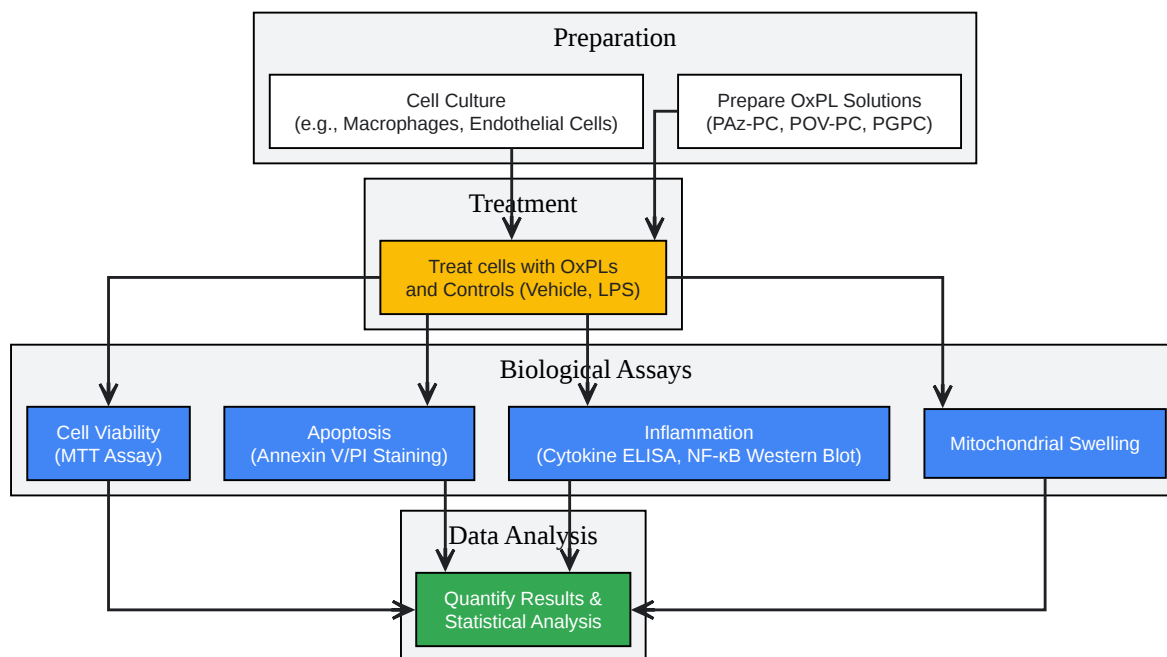 Preparation
Cell Culture
(e.g., Macrophages, Endothelial Cells)
Prepare OxPL Solutions
(PAz-PC, POV-PC, PGPC)
Treatment
Treat cells with OxPLs
and Controls (Vehicle, LPS)
Biological Assays
Cell Viability
(MTT Assay)
Apoptosis
(Annexin V/PI Staining)
Inflammation
(Cytokine ELISA, NF-κB Western Blot)
Mitochondrial Swelling
Data Analysis
Quantify Results &
Statistical Analysis